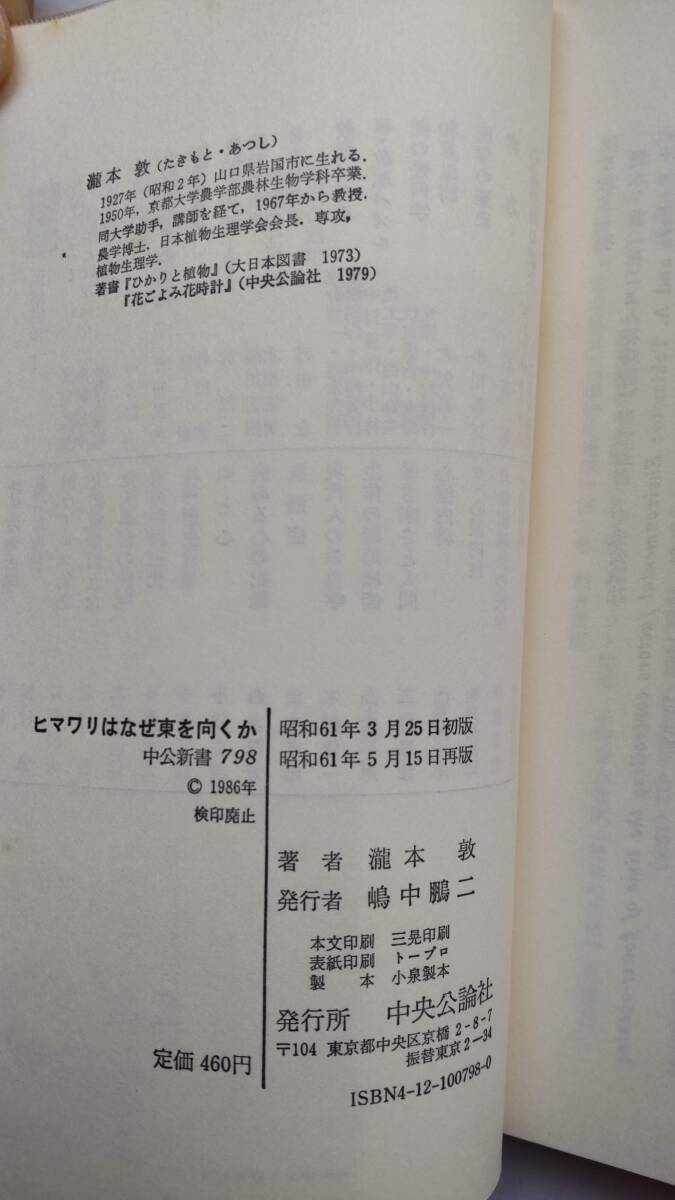 瀧本 敦(たきもと・あつし)
1927年(昭和2年)山口県岩国市に生れる.
1950年,京都大学農学部農林生物学科卒業.
同大学助手,講師を経て,1967年から教授.
農学博士.日本植物生理学会会長.専攻,
植物生理学.
著書『ひかりと植物』(大日本図書 1973)
『花ごよみ花時計』(中央公論社 1979)
ヒマワリはなぜ東を向くか
中公新書 798
© 1986年
検印廃止
定価 460円
昭和61年 3月25日初版
昭和61年 5月15日再版
著 者 瀧本 敦
発行者 嶋中鵬二
本文印刷 三晃印刷
表紙印刷 トープロ
製 本 小泉製本
発行所 中央公論社
〒104 東京都中央区京橋 2-8-7
振替東京2-34
ISBN4-12-100798-0